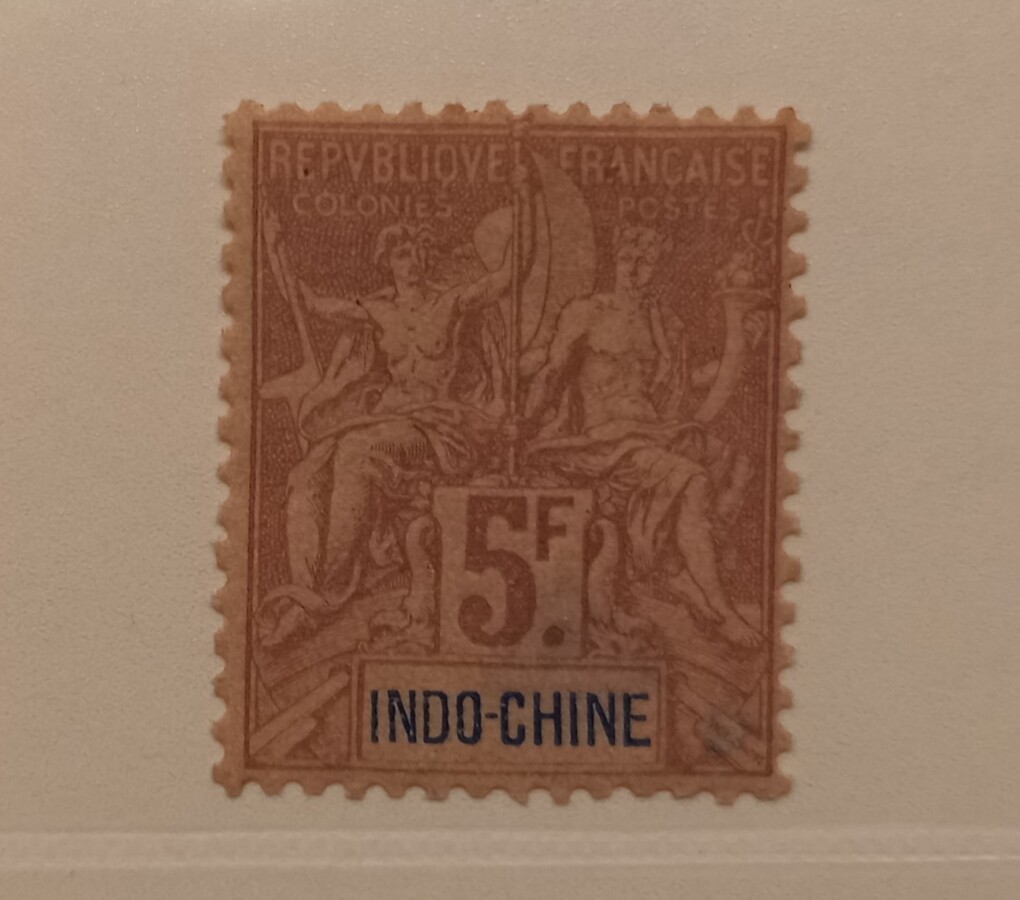 REPVBLIQVE FRANÇAISE
COLONIES POSTES
5F.
INDO-CHINE